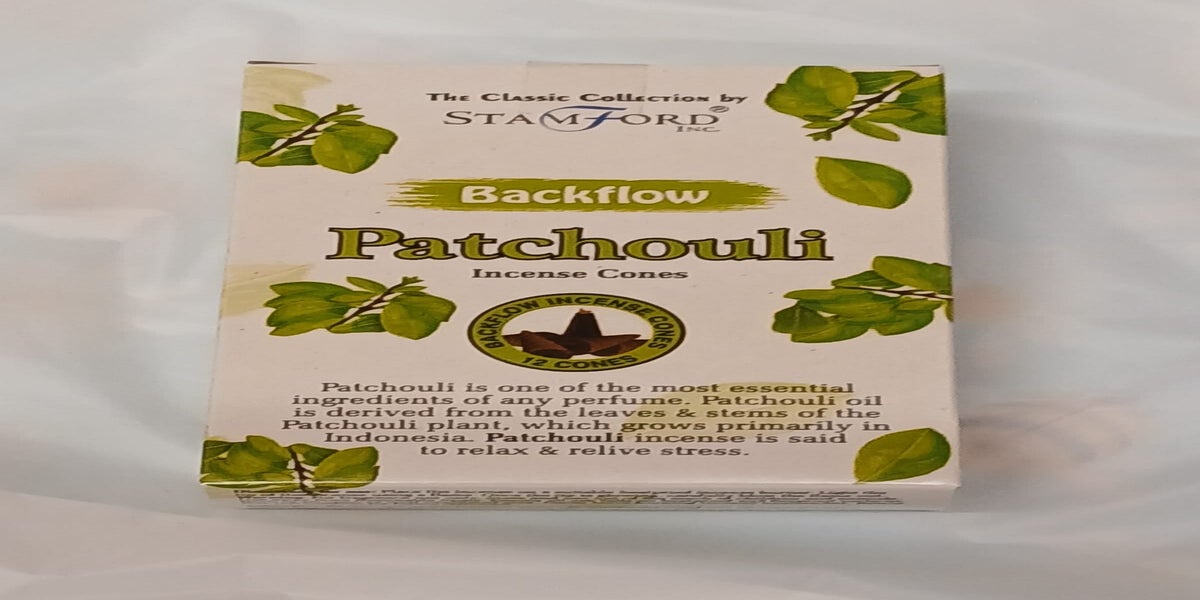 The Classic Collection by
STAMFORD®
INC.
Backflow
Patchouli
Incense Cones
BACKFLOW INCENSE CONES
12 CONES
Patchouli is one of the most essential
ingredients of any perfume. Patchouli oil
is derived from the leaves & stems of the
Patchouli plant, which grows primarily in
Indonesia. Patchouli incense is said
to relax & relive stress.